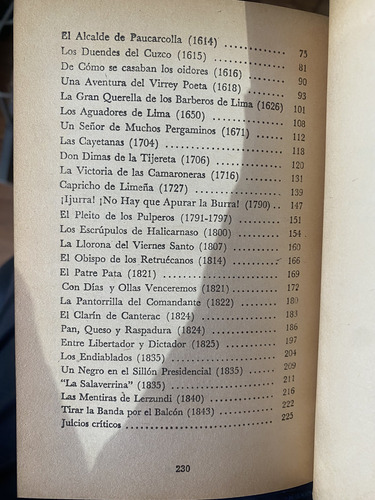 El Alcalde de Paucarcolla (1614) .................. 75
Los Duendes del Cuzco (1615) .................. 81
De Cómo se casaban los oidores (1616) .................. 90
Una Aventura del Virrey Poeta (1618) .................. 93
La Gran Querella de los Barberos de Lima (1626) 101
Los Aguadores de Lima (1650) .................. 108
Un Señor de Muchos Pergaminos (1671) .................. 112
Las Cayetanas (1704) .................. 118
Don Dimas de la Tijereta (1706) .................. 120
La Victoria de las Camaroneras (1716) .................. 131
Capricho de Limeña (1727) .................. 139
¡Ijurra! ¡No Hay que Apurar la Burra! (1790) .. 147
El Pleito de los Pulperos (1791-1797) .................. 151
Los Escrúpulos de Halicarnaso (1800) .................. 154
La Llorona del Viernes Santo (1807) .................. 160
El Obispo de los Retruécanos (1814) .................. 166
El Patre Pata (1821) .................. 169
Con Días y Ollas Venceremos (1821) .................. 172
La Pantorrilla del Comandante (1822) .................. 180
El Clarín de Canterac (1824) .................. 183
Pan, Queso y Raspadura (1824) .................. 186
Entre Libertador y Dictador (1825) .................. 197
Los Endiablados (1835) .................. 204
Un Negro en el Sillón Presidencial (1835) .................. 209
"La Salaverrina" (1835) .................. 211
Las Mentiras de Lerzundi (1840) .................. 216
Tirar la Banda por el Balcón (1843) .................. 222
Julcios críticos .................. 225
230